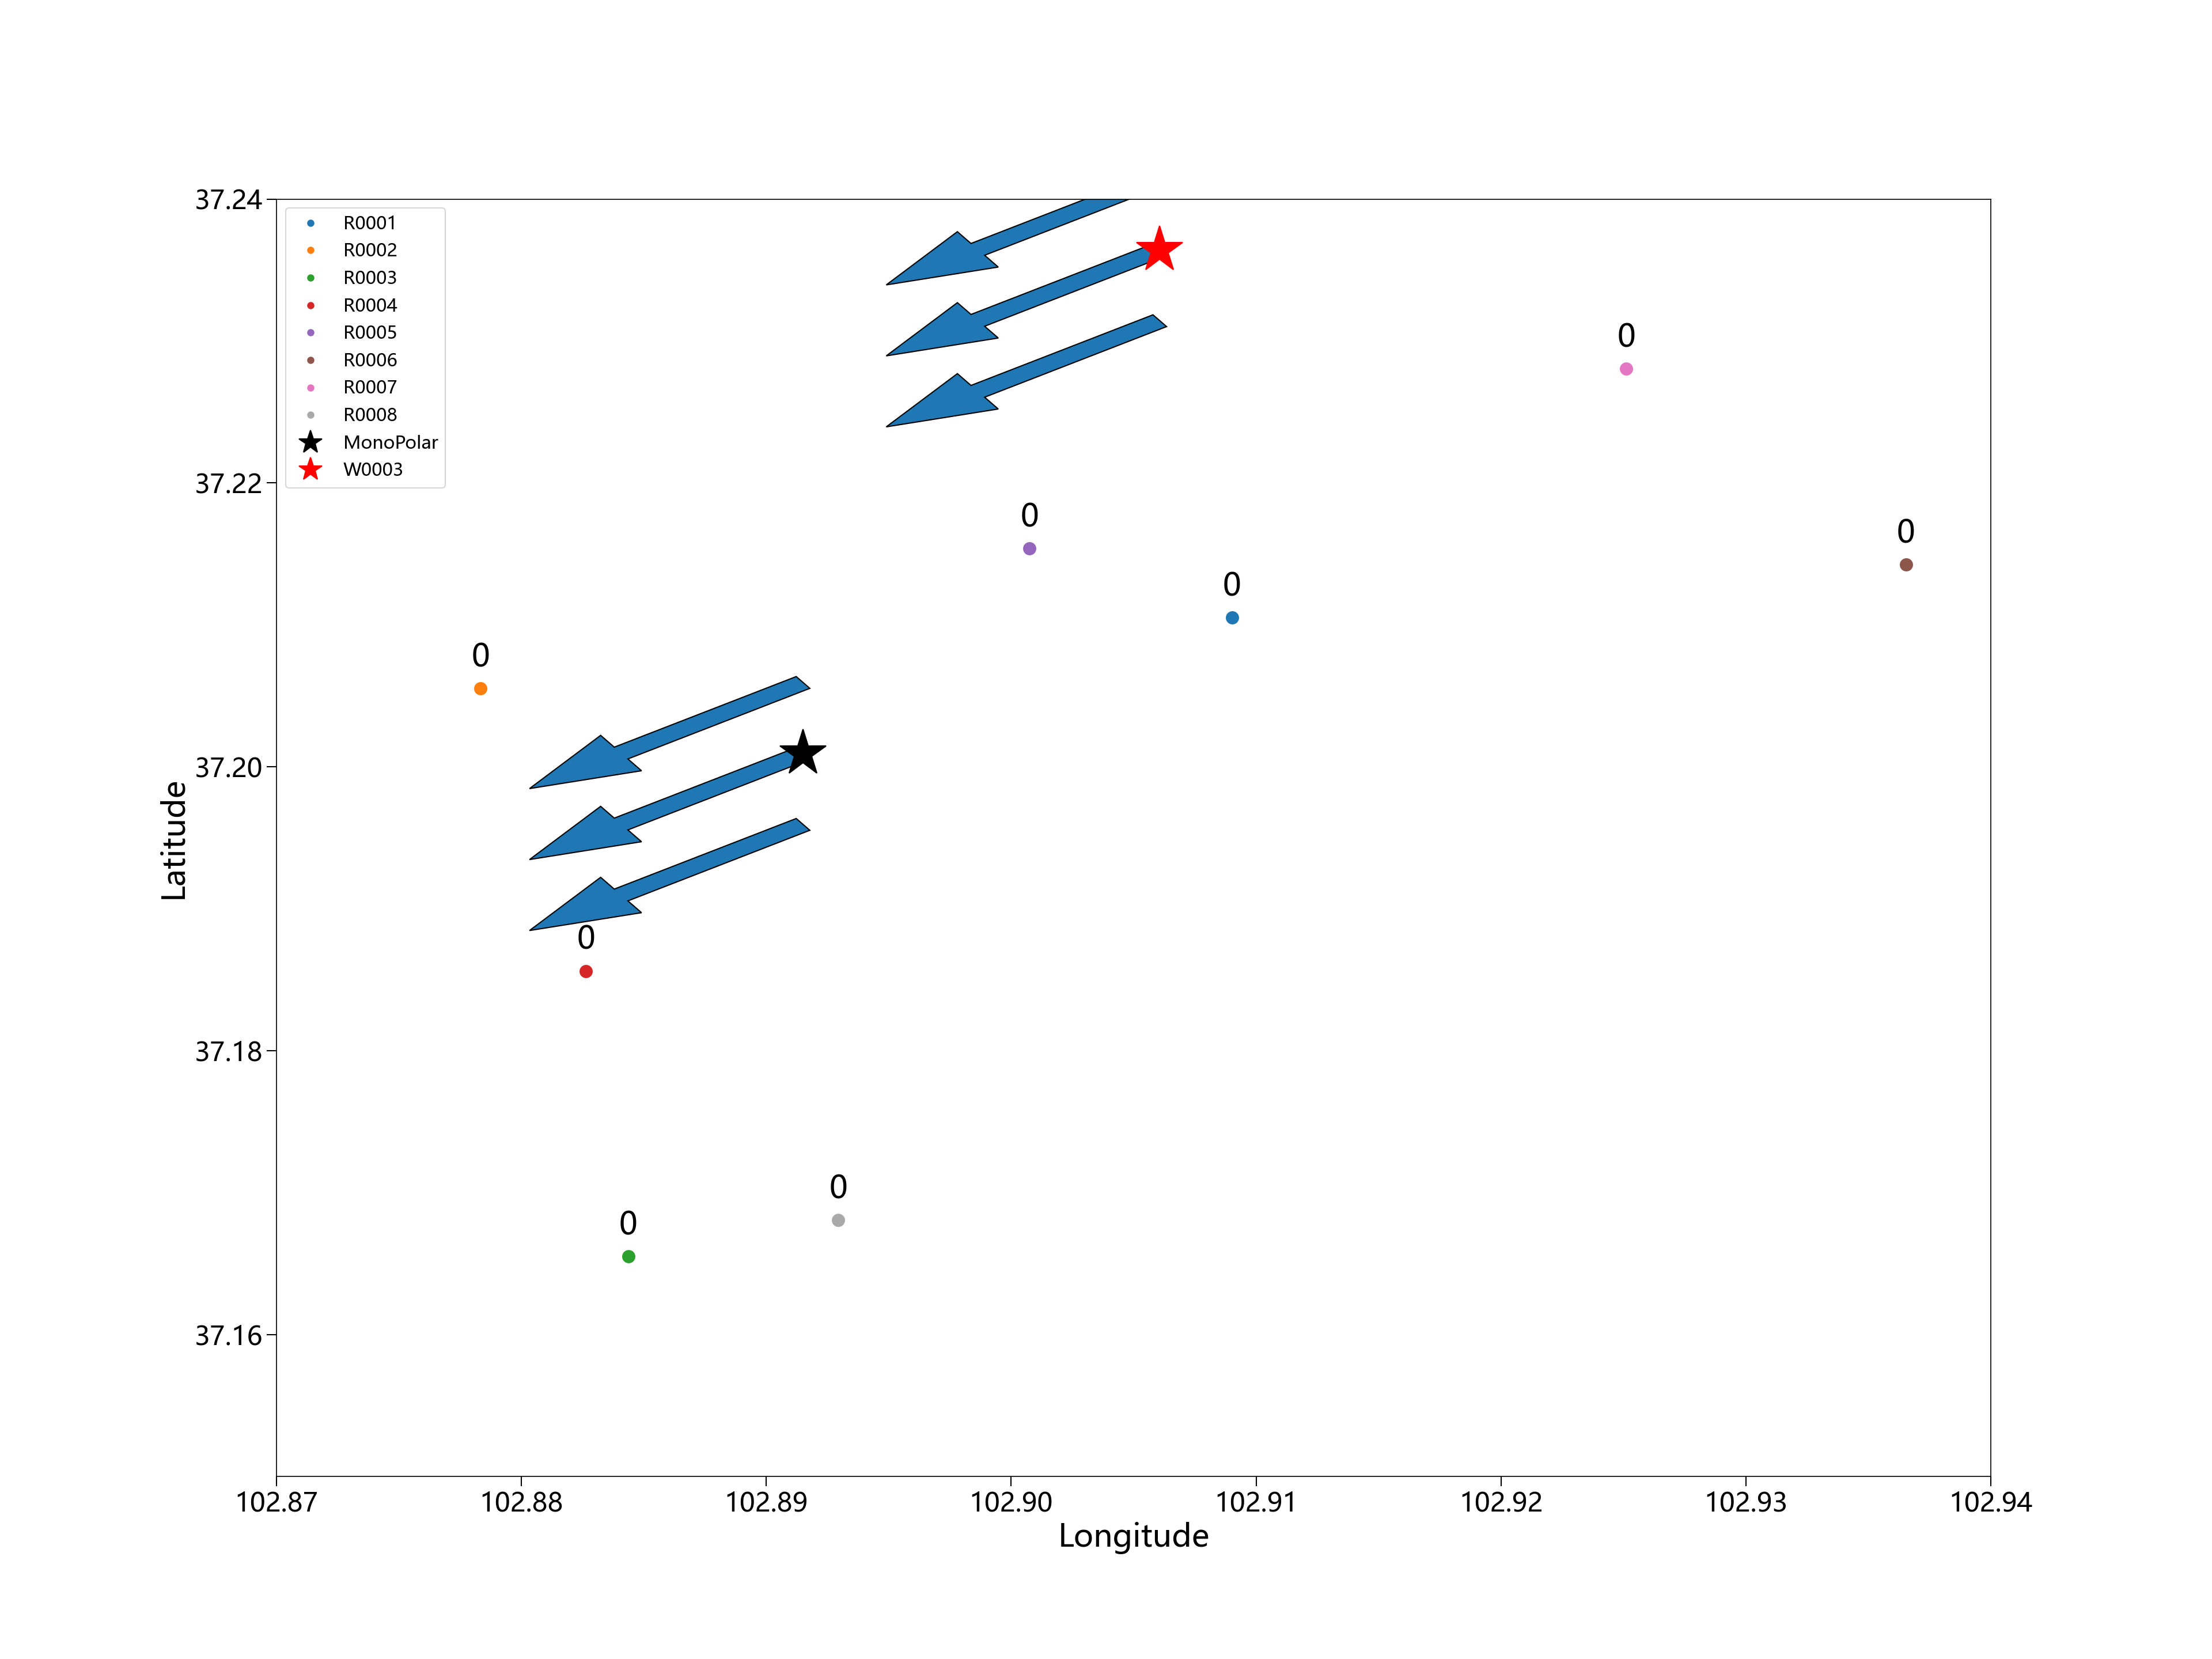 37.24
37.22
37.20
37.18
37.16
Latitude
R0001
R0002
R0003
R0004
R0005
R0006
R0007
R0008
MonoPolar
W0003
0
0
0
0
0
0
0
0
102.87 102.88 102.89 102.90 102.91 102.92 102.93 102.94
Longitude